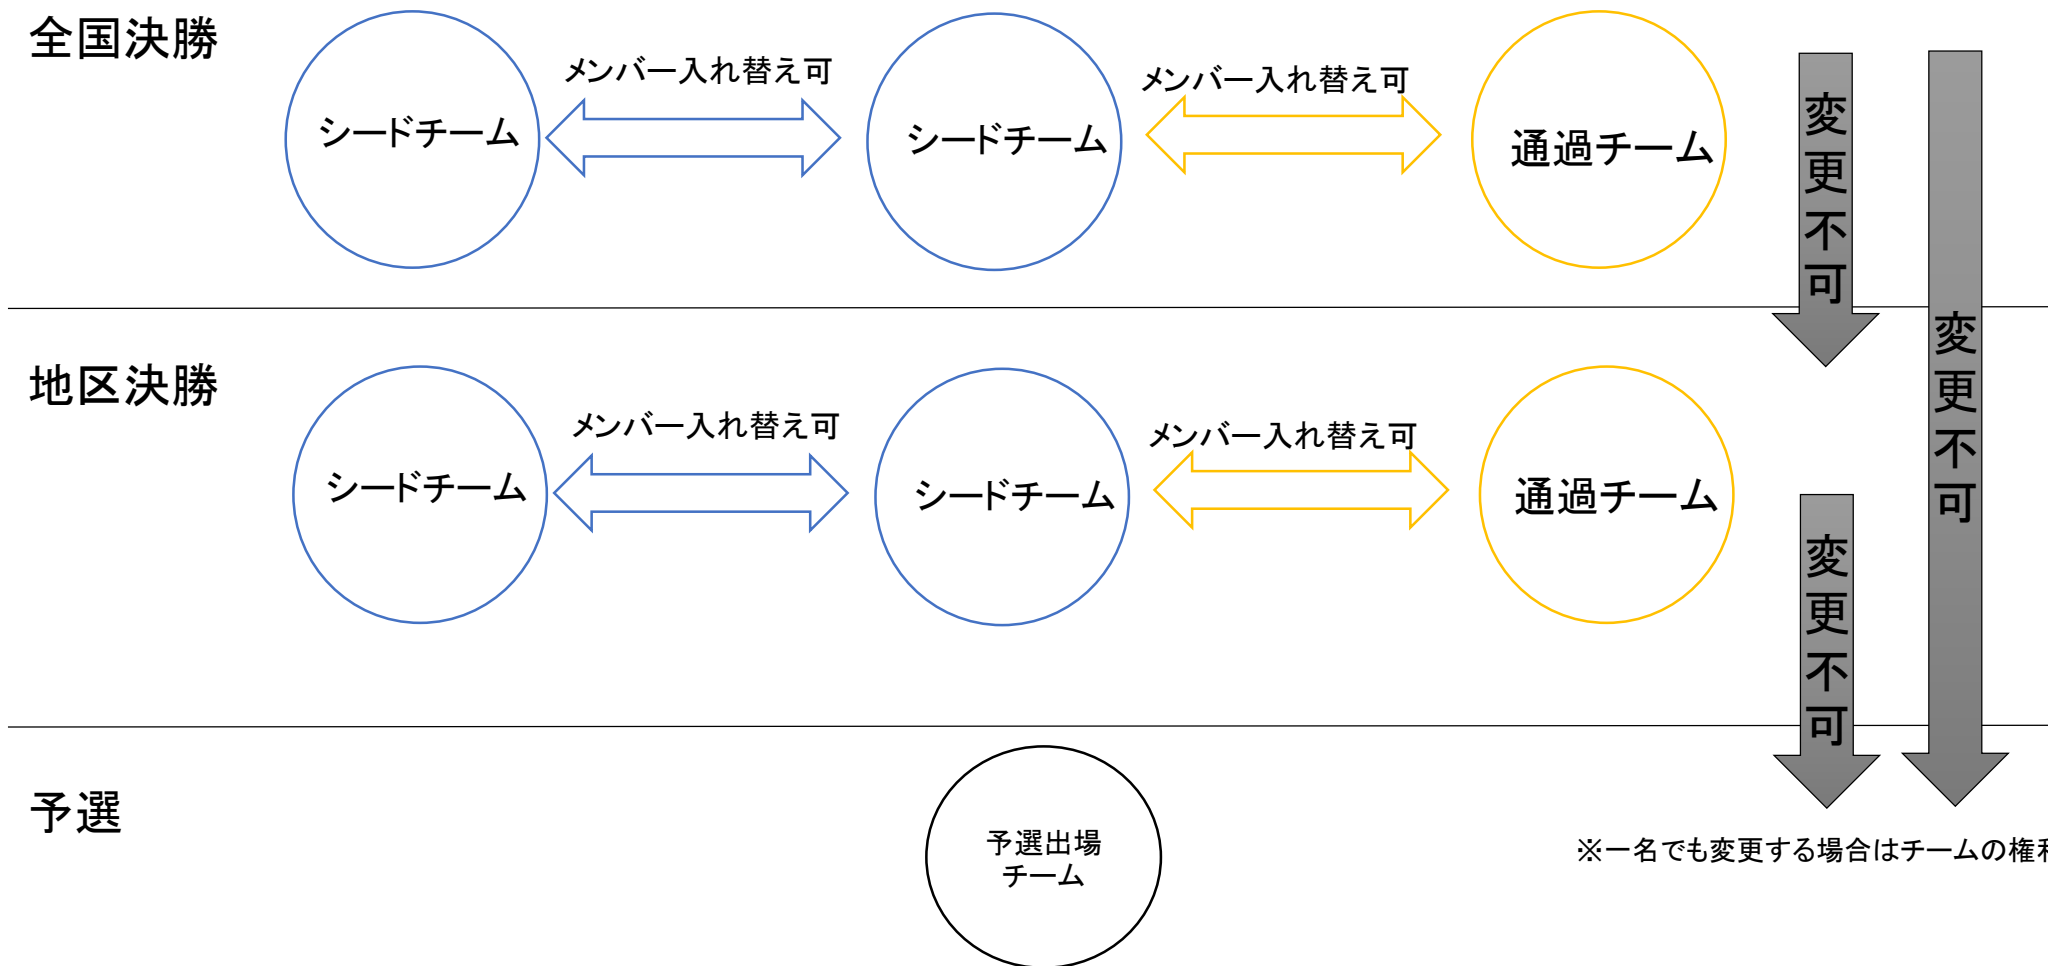 全国決勝
シードチーム
メンバー入れ替え可
シードチーム
メンバー入れ替え可
通過チーム
変更不可
変更不可
地区決勝
シードチーム
メンバー入れ替え可
シードチーム
メンバー入れ替え可
通過チーム
変更不可
予選
予選出場
チーム
※一名でも変更する場合はチームの権